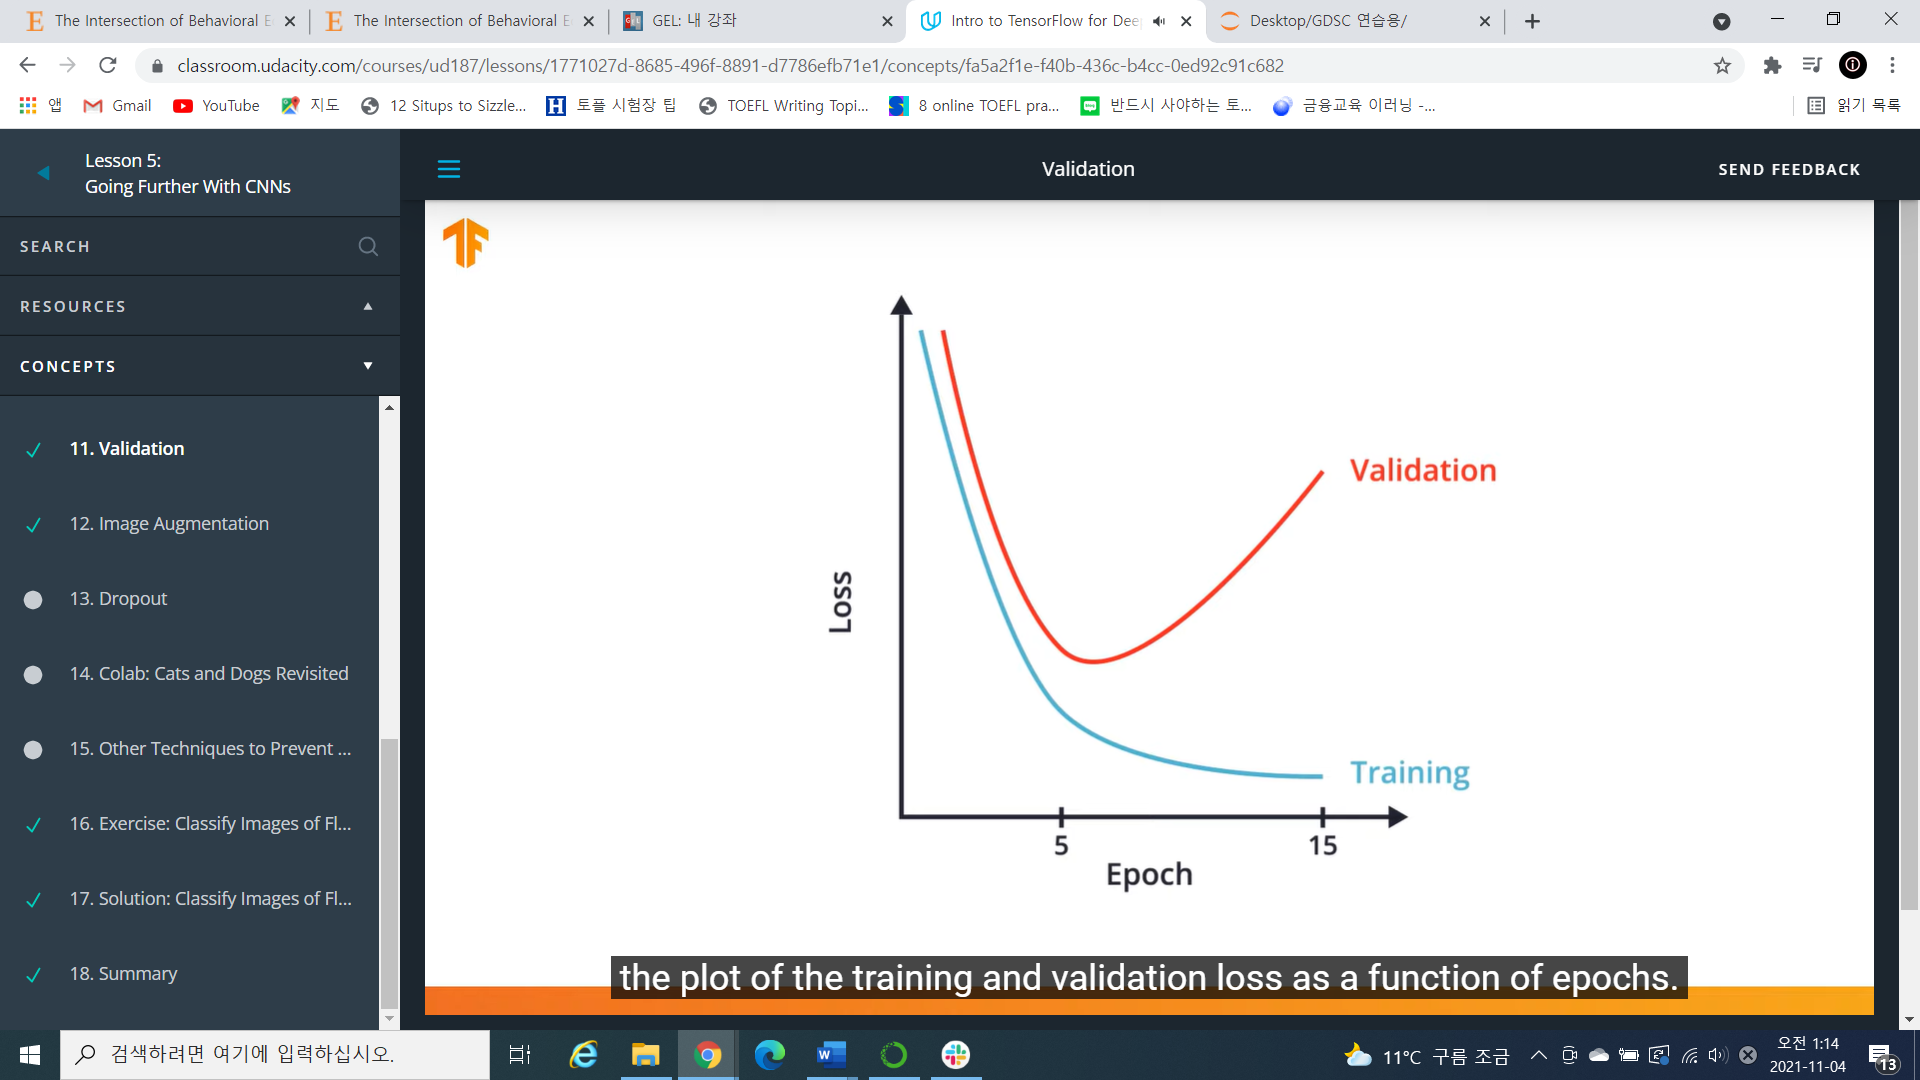 The Intersection of Behavioral E
The Intersection of Behavioral E
GEL: 내 강좌
Intro to TensorFlow for Dee
Desktop/GDSC 연습용/
classroom.udacity.com/courses/ud187/lessons/1771027d-8685-496f-8891-d7786efb71e1/concepts/fa5a2f1e-f40b-436c-b4cc-0ed92c91c682
앱
Gmail
YouTube
지도
12 Situps to Sizzle...
토플 시험장 팁
TOEFL Writing Topi...
8 online TOEFL pra...
반드시 사야하는 토...
금융교육 이러닝 -...
읽기 목록
Lesson 5:
Going Further With CNNs
Validation
SEND FEEDBACK
SEARCH
RESOURCES
CONCEPTS
11. Validation
12. Image Augmentation
13. Dropout
14. Colab: Cats and Dogs Revisited
15. Other Techniques to Prevent ...
16. Exercise: Classify Images of Fl...
17. Solution: Classify Images of Fl...
18. Summary
Validation
Loss
Training
5
15
Epoch
the plot of the training and validation loss as a function of epochs.
검색하려면 여기에 입력하십시오.
11°C 구름 조금
오전 1:14
2021-11-04
13